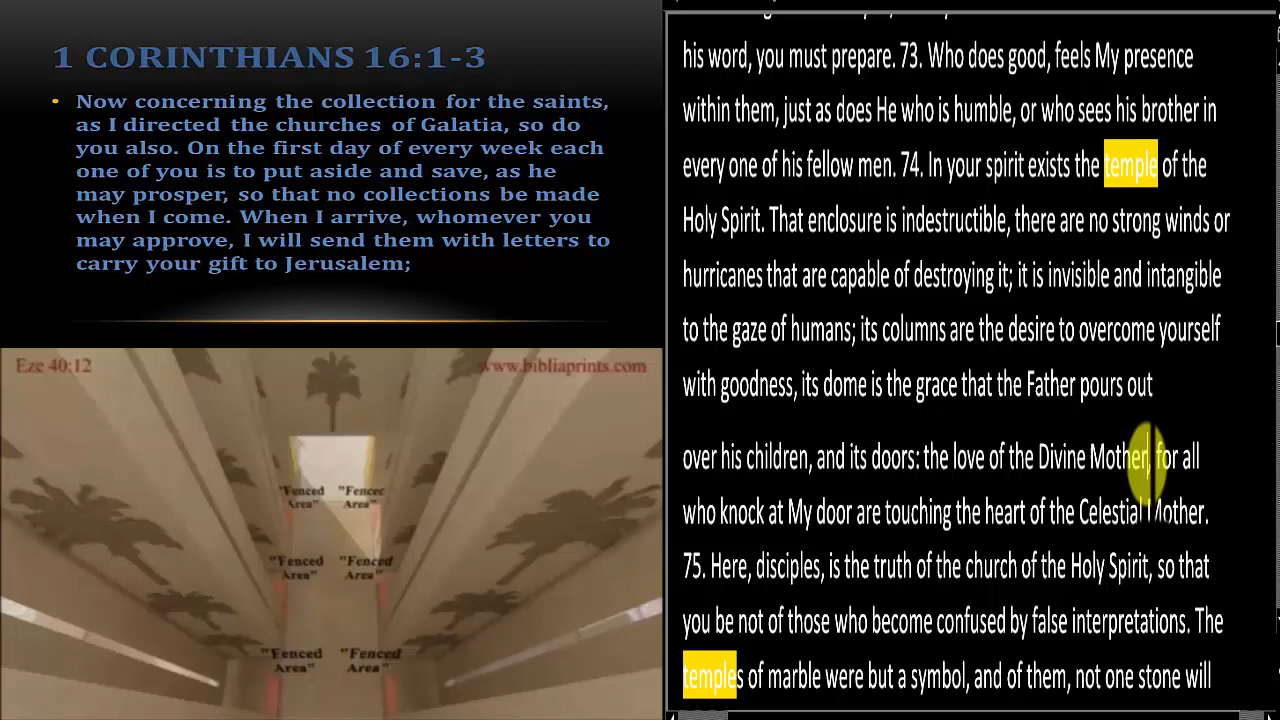 1 CORINTHIANS 16:1-3
• Now concerning the collection for the saints,
as I directed the churches of Galatia, so do
you also. On the first day of every week each
one of you is to put aside and save, as he
may prosper, so that no collections be made
when I come. When I arrive, whomever you
may approve, I will send them with letters to
carry your gift to Jerusalem;
Eze 40:12
www.bibliaprints.com
"Fenced "Fencec
Area" Area"
"Fenced "Fenced
Area" Area"
"Fenced "Fenced
Area" Area"
his word, you must prepare. 73. Who does good, feels My presence
within them, just as does He who is humble, or who sees his brother in
every one of his fellow men. 74. In your spirit exists the temple of the
Holy Spirit. That enclosure is indestructible, there are no strong winds or
hurricanes that are capable of destroying it; it is invisible and intangible
to the gaze of humans; its columns are the desire to overcome yourself
with goodness, its dome is the grace that the Father pours out
over his children, and its doors: the love of the Divine Mother, for all
who knock at My door are touching the heart of the Celestial Mother.
75. Here, disciples, is the truth of the church of the Holy Spirit, so that
you be not of those who become confused by false interpretations. The
temples of marble were but a symbol, and of them, not one stone will